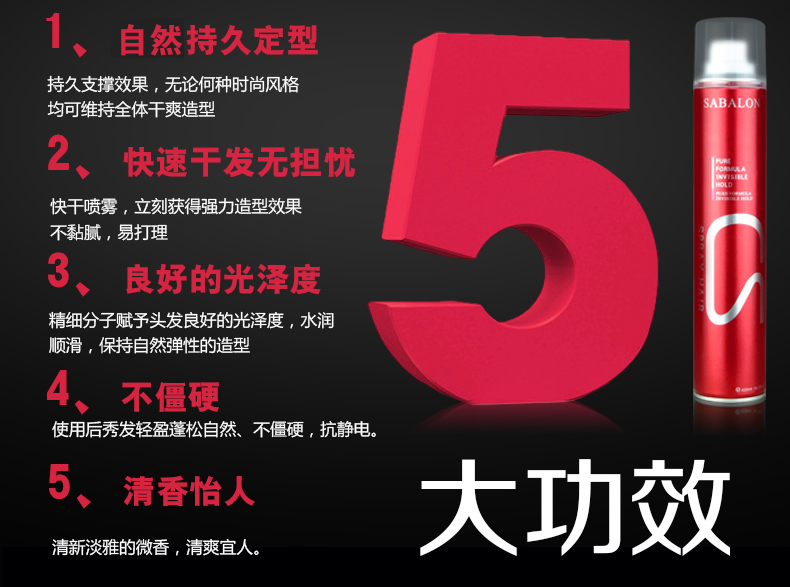 1、自然持久定型
持久支撑效果，无论何种时尚风格
均可维持全体干爽造型
2、快速干发无担忧
快干喷雾，立刻获得强力造型效果
不黏腻，易打理
3、良好的光泽度
精细分子赋予头发良好的光泽度，水润
顺滑，保持自然弹性的造型
4、不僵硬
使用后秀发轻盈蓬松自然、不僵硬，抗静电。
5、清香怡人
清新淡雅的微香，清爽宜人。
5
大功效
SABALON
PURE
FORMULA
INVISIBLE
HOLD
PURE FORMULA
INVISIBLE HOLD